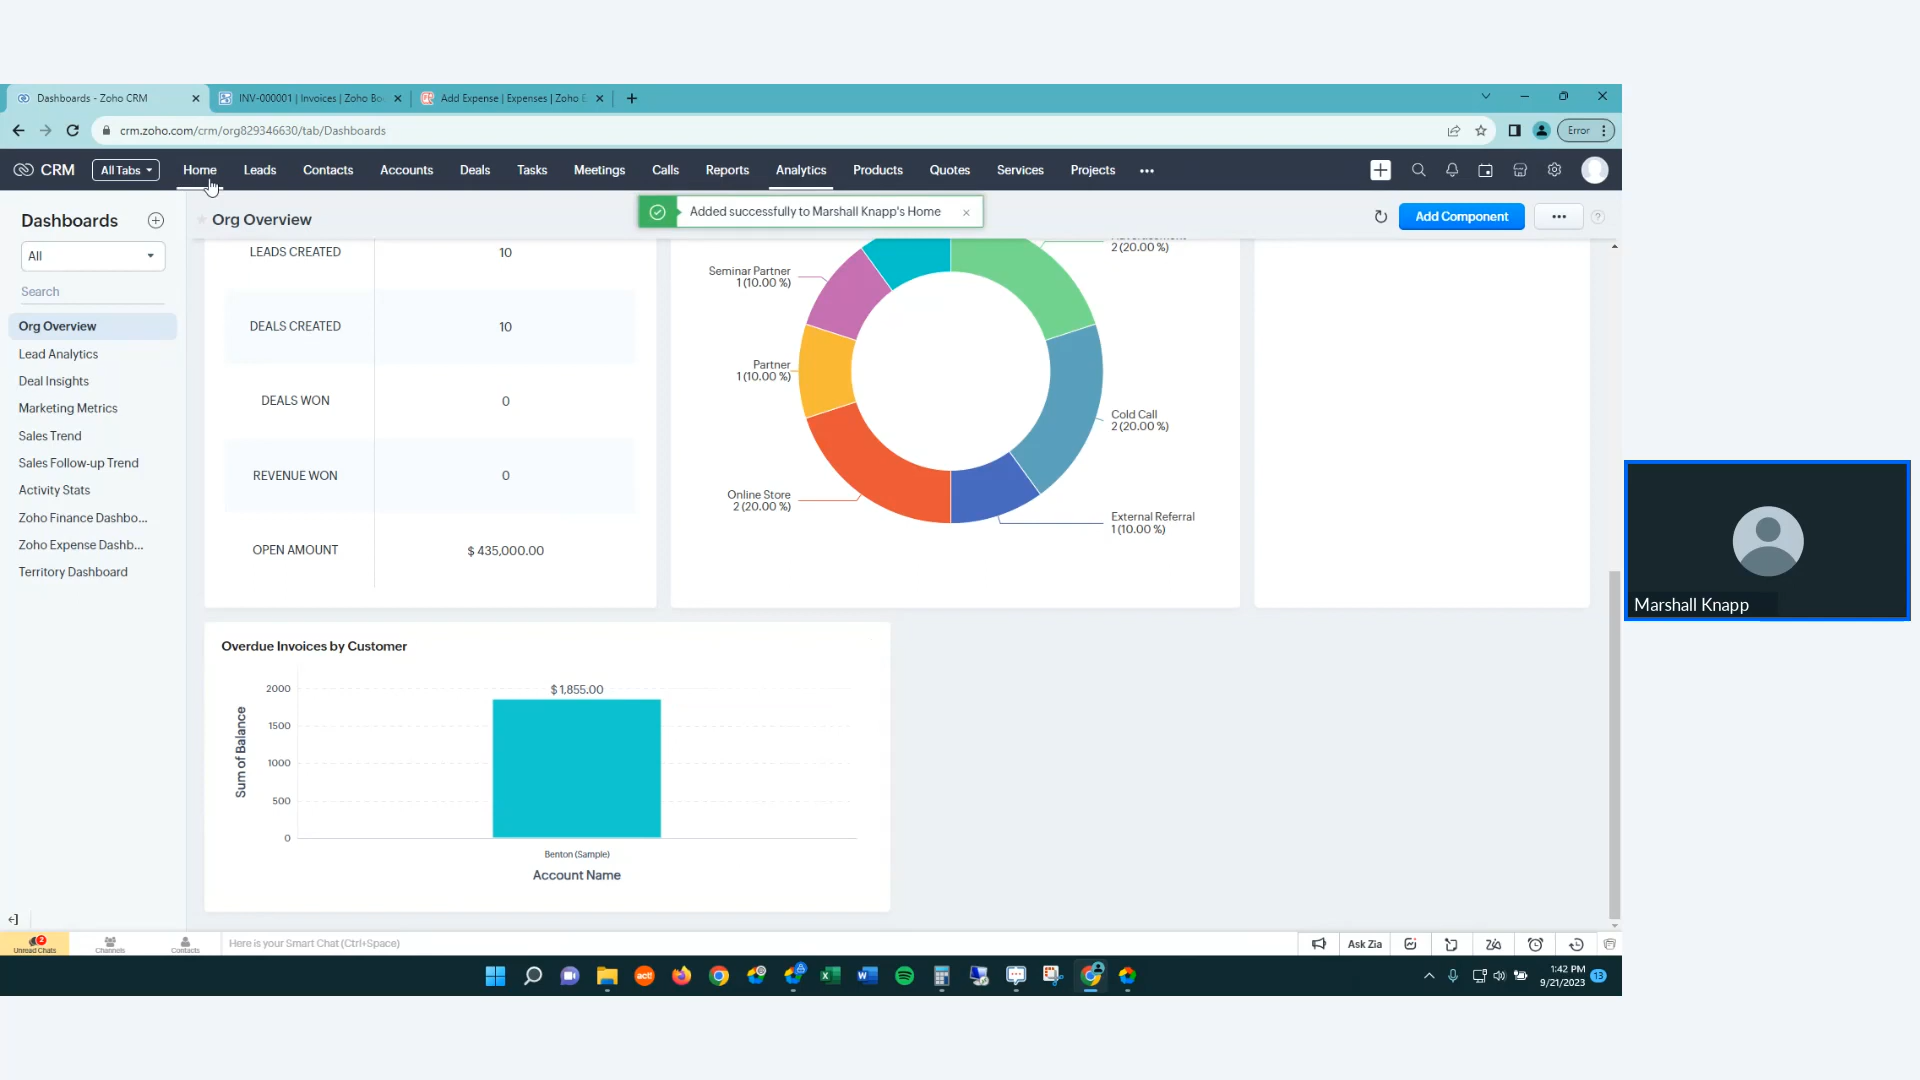 Dashboards - Zoho CRM
INV-000001 | Invoices | Zoho Bo
Add Expense | Expenses | Zoho E
crm.zoho.com/crm/org829346630/tab/Dashboards
Error
CRM
All Tabs
Home
Leads
Contacts
Accounts
Deals
Tasks
Meetings
Calls
Reports
Analytics
Products
Quotes
Services
Projects
Dashboards
Org Overview
Added successfully to Marshall Knapp's Home
Add Component
All
Search
Org Overview
Lead Analytics
Deal Insights
Marketing Metrics
Sales Trend
Sales Follow-up Trend
Activity Stats
Zoho Finance Dashbo...
Zoho Expense Dashb...
Territory Dashboard
LEADS CREATED
10
DEALS CREATED
10
DEALS WON
0
REVENUE WON
0
OPEN AMOUNT
$ 435,000.00
2 (20.00 %)
Seminar Partner
1 (10.00 %)
Partner
1 (10.00 %)
Cold Call
2 (20.00 %)
Online Store
2 (20.00 %)
External Referral
1 (10.00 %)
Overdue Invoices by Customer
Sum of Balance
2000
1500
1000
500
0
$ 1,855.00
Benton (Sample)
Account Name
Marshall Knapp
2
Unread Chats
Channels
Contacts
Here is your Smart Chat (Ctrl+Space)
Ask Zia
act!
1:42 PM
9/21/2023
13